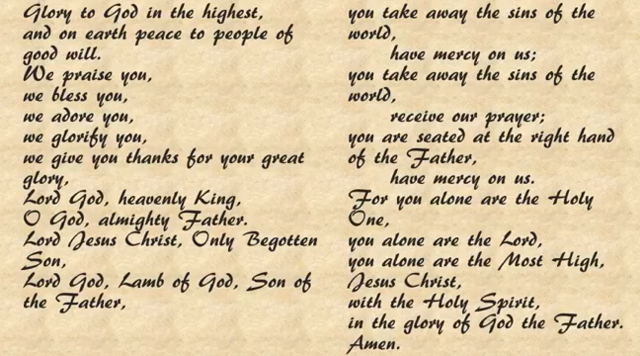 Glory to God in the highest,
and on earth peace to people of
good will.
We praise you,
we bless you,
we adore you,
we glorify you,
we give you thanks for your great
glory,
Lord God, heavenly King,
O God, almighty Father.
Lord Jesus Christ, Only Begotten
Son,
Lord God, Lamb of God, Son of
the Father,
you take away the sins of the
world,
have mercy on us;
you take away the sins of the
world,
receive our prayer;
you are seated at the right hand
of the Father,
have mercy on us.
For you alone are the Holy
One,
you alone are the Lord,
you alone are the Most High,
Jesus Christ,
with the Holy Spirit,
in the glory of God the Father.
Amen.